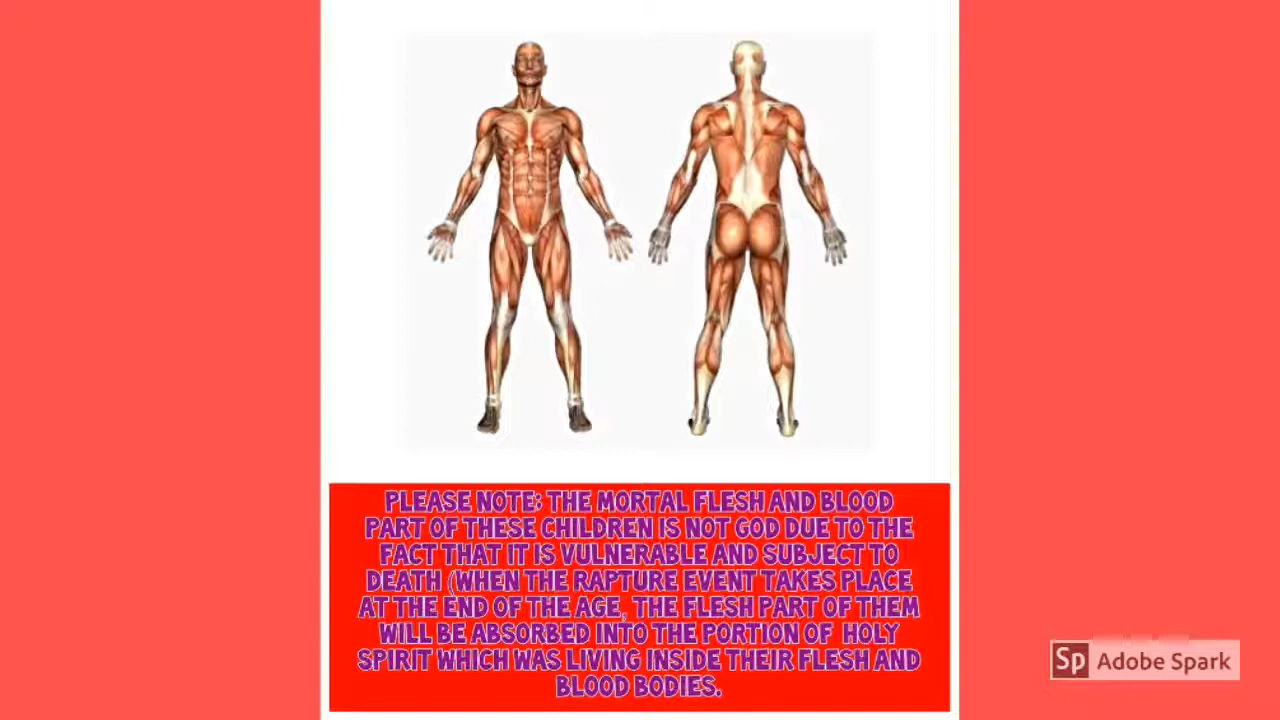 PLEASE NOTE: THE MORTAL FLESH AND BLOOD
PART OF THESE CHILDREN IS NOT GOD DUE TO THE
FACT THAT IT IS VULNERABLE AND SUBJECT TO
DEATH (WHEN THE RAPTURE EVENT TAKES PLACE
AT THE END OF THE AGE, THE FLESH PART OF THEM
WILL BE ABSORBED INTO THE PORTION OF HOLY
SPIRIT WHICH WAS LIVING INSIDE THEIR FLESH AND
BLOOD BODIES.
Sp Adobe Spark